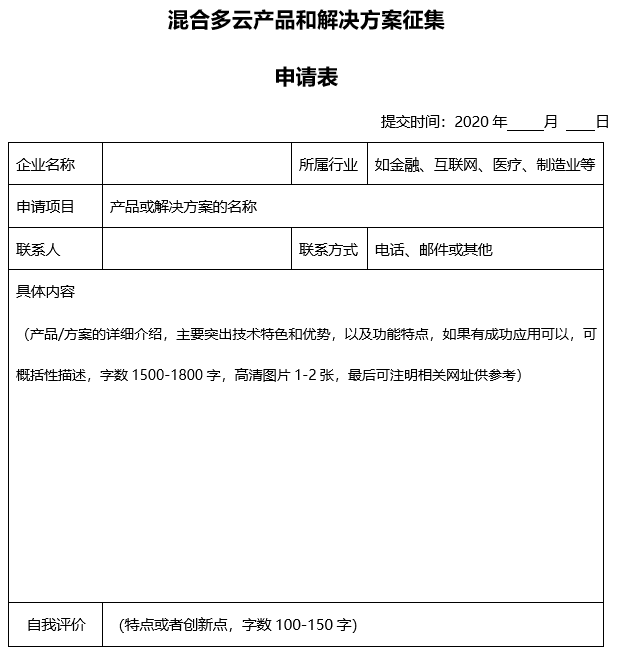 混合多云产品和解决方案征集
申请表
提交时间：2020 年_____月 ____日
企业名称 所属行业 如金融、互联网、医疗、制造业等
申请项目 产品或解决方案的名称
联系人 联系方式 电话、邮件或其他
具体内容
（产品/方案的详细介绍，主要突出技术特色和优势，以及功能特点，如果有成功应用可以，可
概括性描述，字数 1500-1800 字，高清图片 1-2 张，最后可注明相关网址供参考）
自我评价 （特点或者创新点，字数 100-150 字）